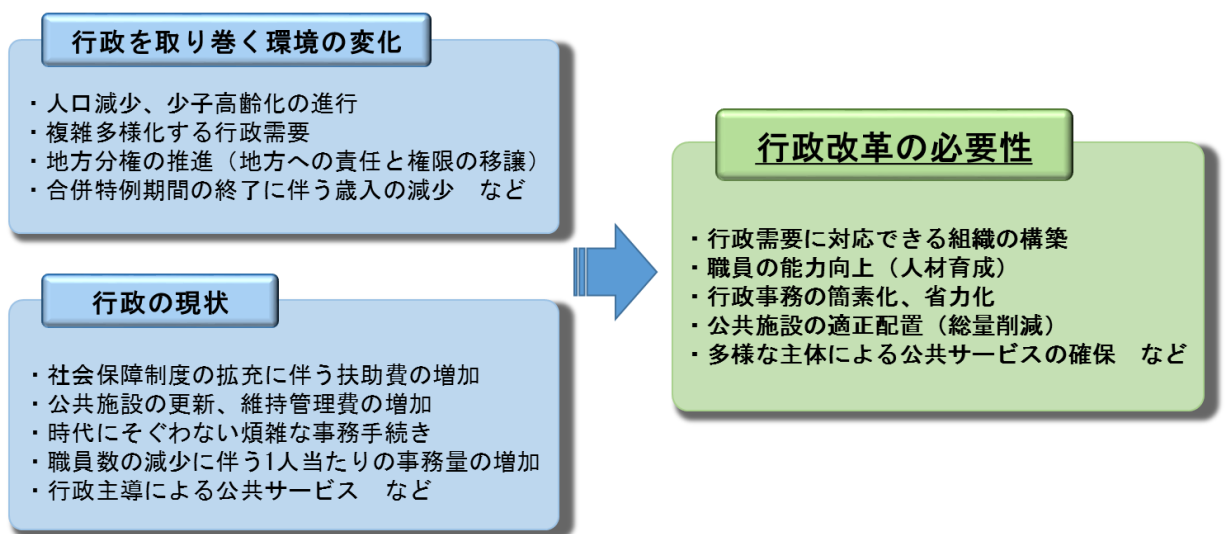 行政を取り巻く環境の変化
・人口減少、少子高齢化の進行
・複雑多様化する行政需要
・地方分権の推進（地方への責任と権限の移譲）
・合併特例期間の終了に伴う歳入の減少　など
行政の現状
・社会保障制度の拡充に伴う扶助費の増加
・公共施設の更新、維持管理費の増加
・時代にそぐわない煩雑な事務手続き
・職員数の減少に伴う1人当たりの事務量の増加
・行政主導による公共サービス　など
行政改革の必要性
・行政需要に対応できる組織の構築
・職員の能力向上（人材育成）
・行政事務の簡素化、省力化
・公共施設の適正配置（総量削減）
・多様な主体による公共サービスの確保　など